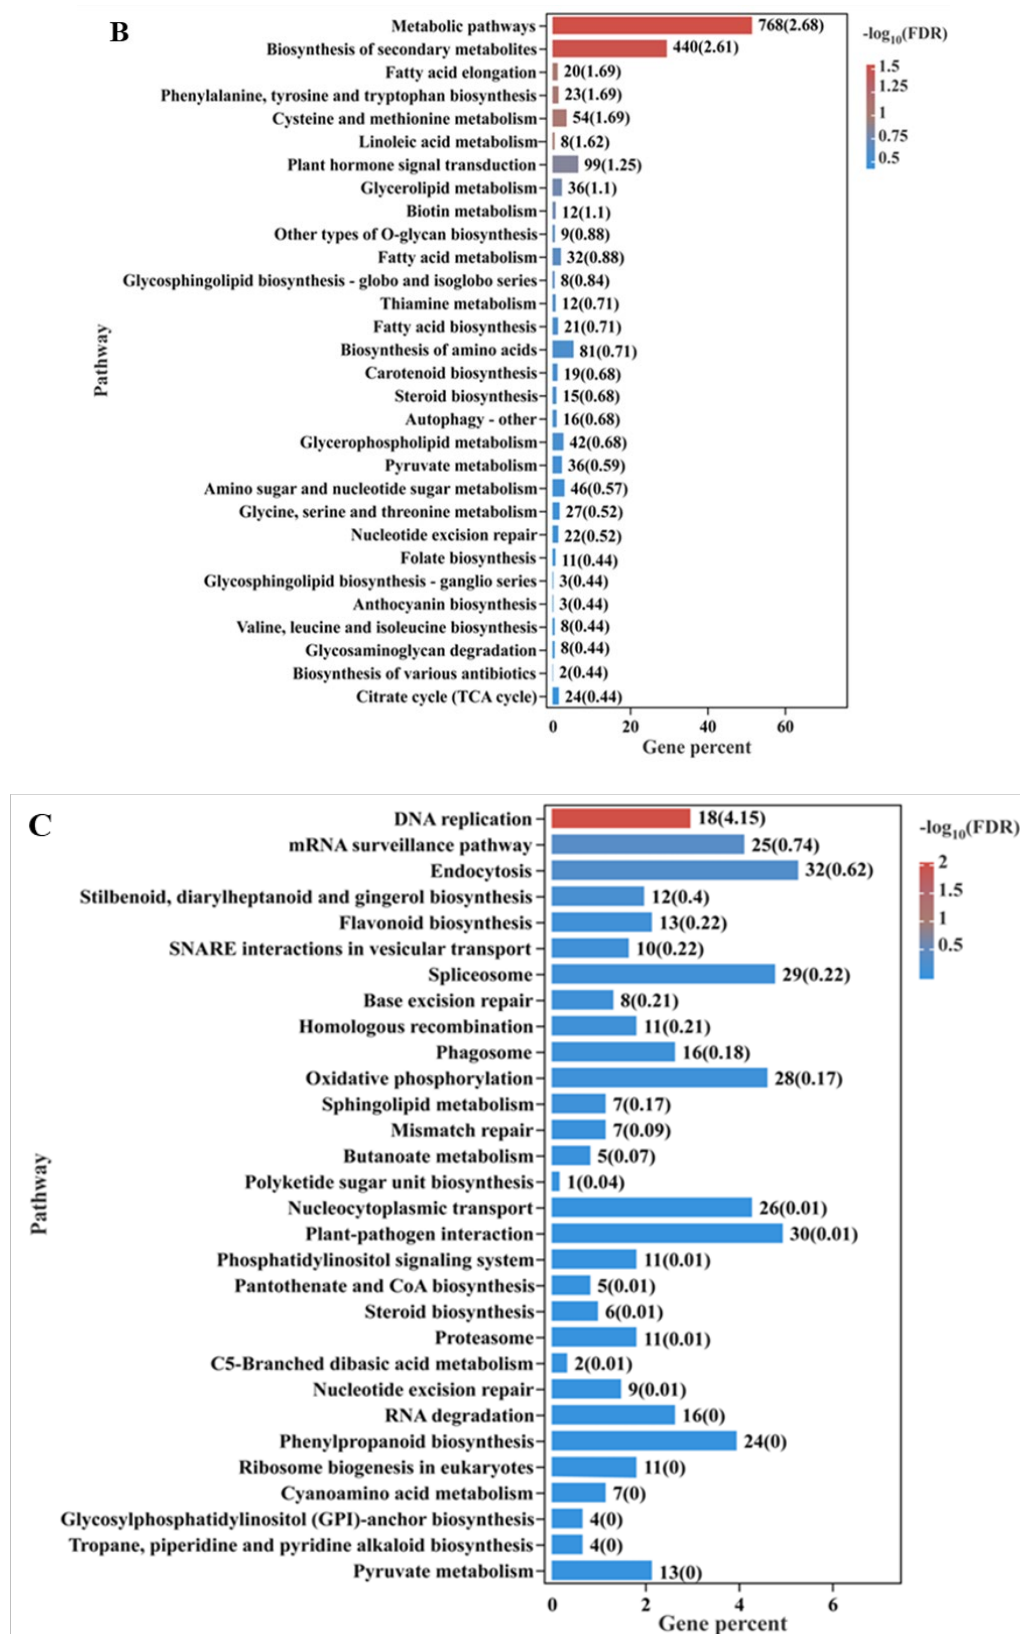 B
Metabolic pathways 768(2.68)
Biosynthesis of secondary metabolites 440(2.61)
Fatty acid elongation 20(1.69)
Phenylalanine, tyrosine and tryptophan biosynthesis 23(1.69)
Cysteine and methionine metabolism 54(1.69)
Linoleic acid metabolism 8(1.62)
Plant hormone signal transduction 99(1.25)
Glycerolipid metabolism 36(1.1)
Biotin metabolism 12(1.1)
Other types of O-glycan biosynthesis 9(0.88)
Fatty acid metabolism 32(0.88)
Glycosphingolipid biosynthesis - globo and isoglobo series 8(0.84)
Thiamine metabolism 12(0.71)
Fatty acid biosynthesis 21(0.71)
Biosynthesis of amino acids 81(0.71)
Carotenoid biosynthesis 19(0.68)
Steroid biosynthesis 15(0.68)
Autophagy - other 16(0.68)
Glycerophospholipid metabolism 42(0.68)
Pyruvate metabolism 36(0.59)
Amino sugar and nucleotide sugar metabolism 46(0.57)
Glycine, serine and threonine metabolism 27(0.52)
Nucleotide excision repair 22(0.52)
Folate biosynthesis 11(0.44)
Glycosphingolipid biosynthesis - ganglio series 3(0.44)
Anthocyanin biosynthesis 3(0.44)
Valine, leucine and isoleucine biosynthesis 8(0.44)
Glycosaminoglycan degradation 8(0.44)
Biosynthesis of various antibiotics 2(0.44)
Citrate cycle (TCA cycle) 24(0.44)
Pathway
0 20 40 60
Gene percent
-log10(FDR)
1.5
1.25
1
0.75
0.5
C
DNA replication 18(4.15)
mRNA surveillance pathway 25(0.74)
Endocytosis 32(0.62)
Stilbenoid, diarylheptanoid and gingerol biosynthesis 12(0.4)
Flavonoid biosynthesis 13(0.22)
SNARE interactions in vesicular transport 10(0.22)
Spliceosome 29(0.22)
Base excision repair 8(0.21)
Homologous recombination 11(0.21)
Phagosome 16(0.18)
Oxidative phosphorylation 28(0.17)
Sphingolipid metabolism 7(0.17)
Mismatch repair 7(0.09)
Butanoate metabolism 5(0.07)
Polyketide sugar unit biosynthesis 1(0.04)
Nucleocytoplasmic transport 26(0.01)
Plant-pathogen interaction 30(0.01)
Phosphatidylinositol signaling system 11(0.01)
Pantothenate and CoA biosynthesis 5(0.01)
Steroid biosynthesis 6(0.01)
Proteasome 11(0.01)
C5-Branched dibasic acid metabolism 2(0.01)
Nucleotide excision repair 9(0.01)
RNA degradation 16(0)
Phenylpropanoid biosynthesis 24(0)
Ribosome biogenesis in eukaryotes 11(0)
Cyanoamino acid metabolism 7(0)
Glycosylphosphatidylinositol (GPI)-anchor biosynthesis 4(0)
Tropane, piperidine and pyridine alkaloid biosynthesis 4(0)
Pyruvate metabolism 13(0)
Pathway
0 2 4 6
Gene percent
-log10(FDR)
2
1.5
1
0.5